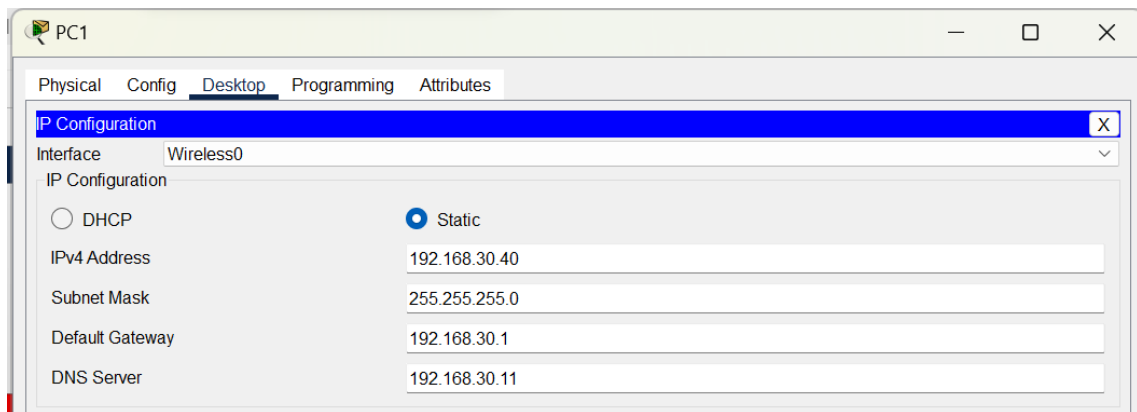 PC1
Physical Config Desktop Programming Attributes
IP Configuration X
Interface Wireless0
IP Configuration
DHCP Static
IPv4 Address 192.168.30.40
Subnet Mask 255.255.255.0
Default Gateway 192.168.30.1
DNS Server 192.168.30.11